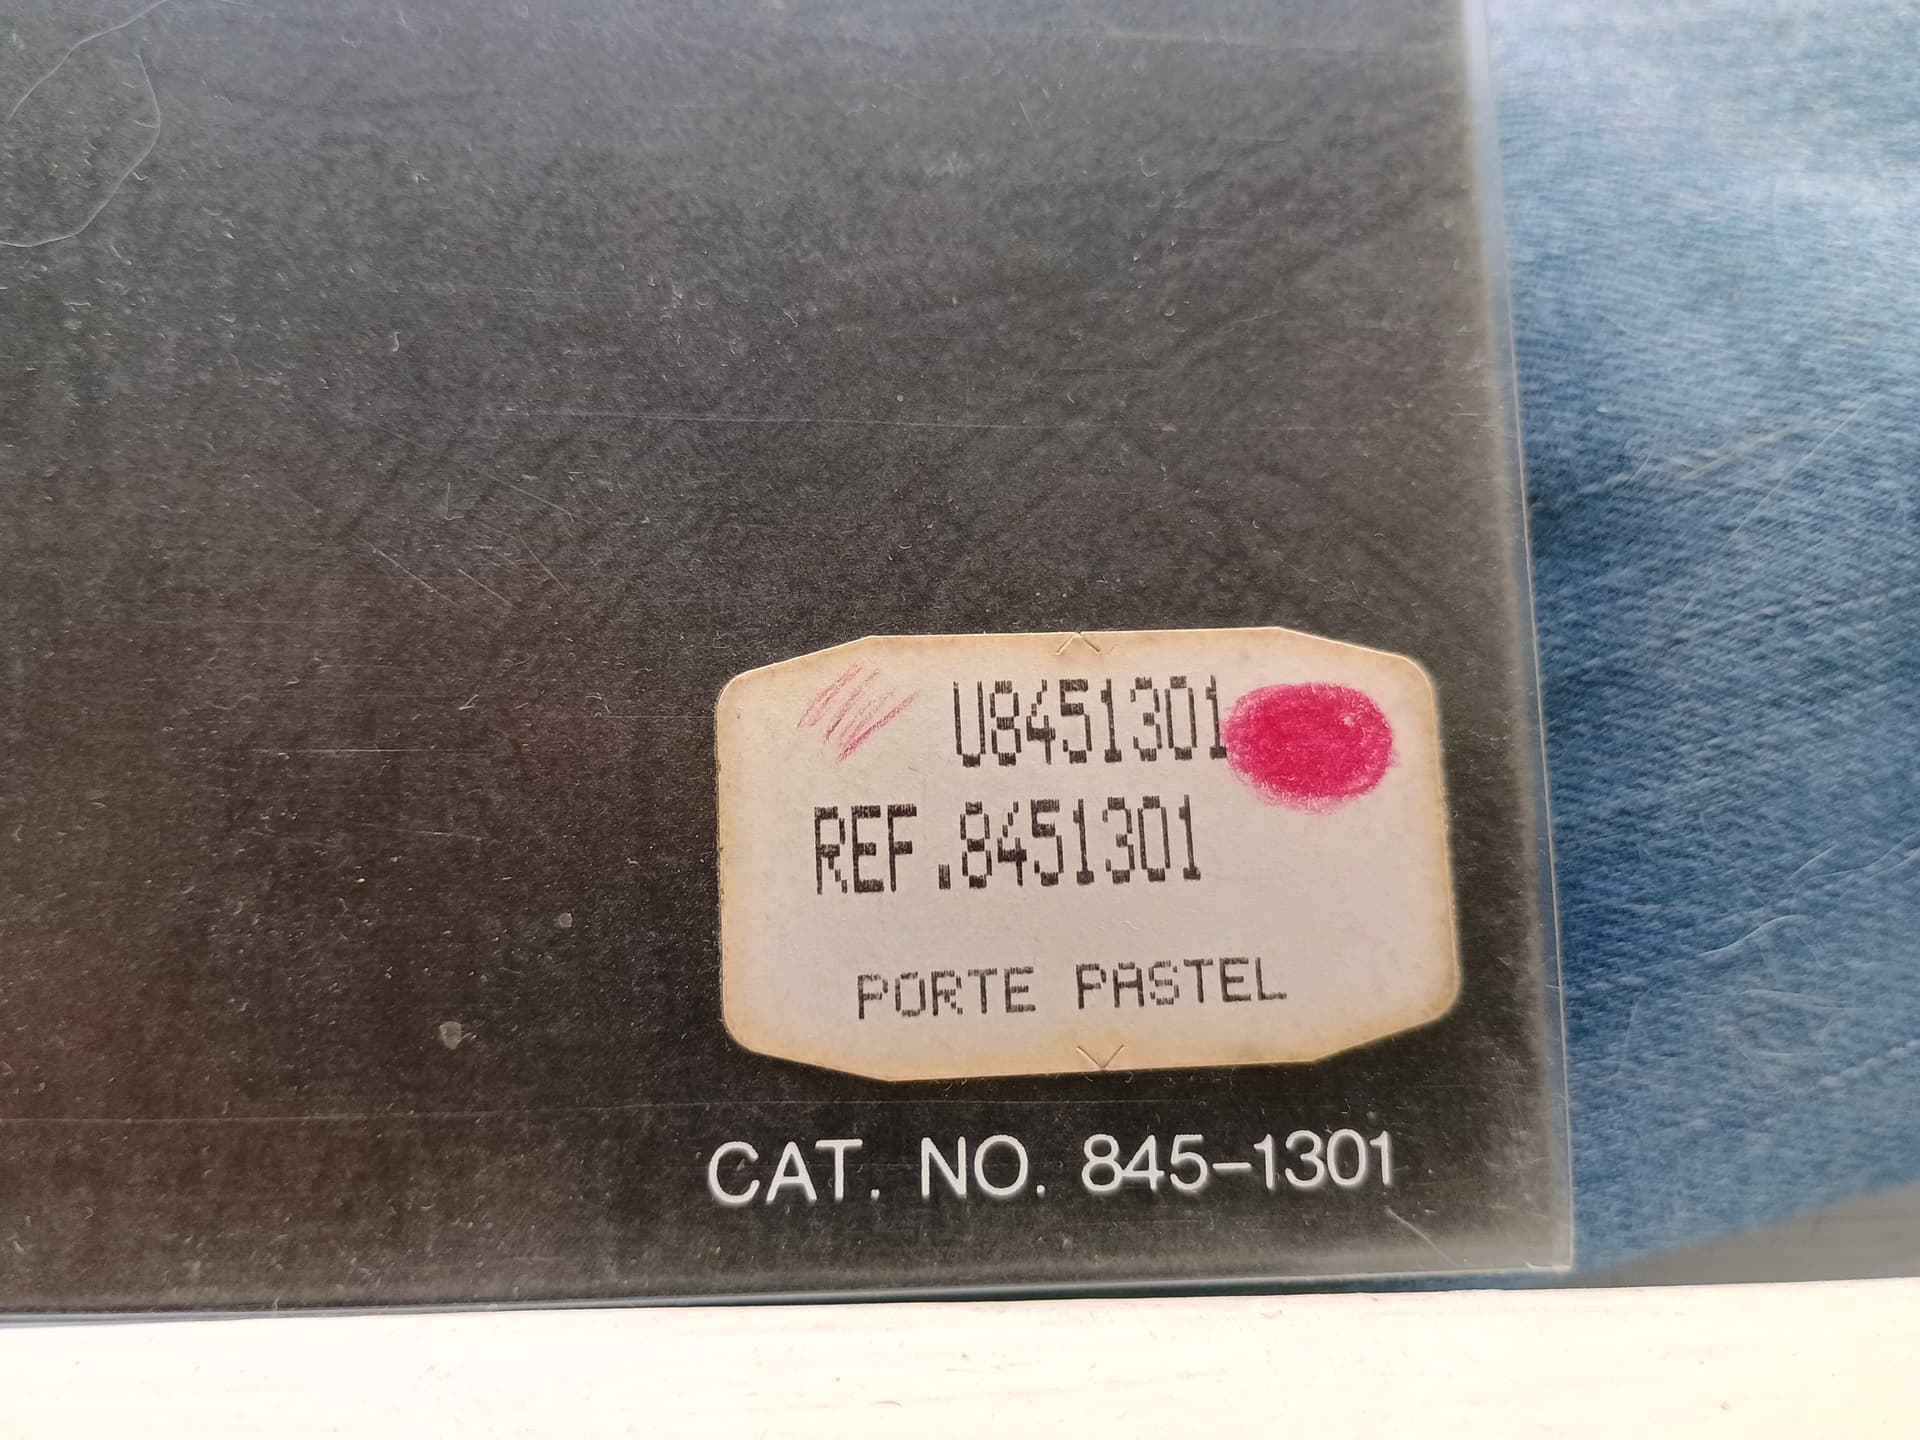 U8451301
REF.8451301
PORTE PASTEL
CAT. NO. 845-1301